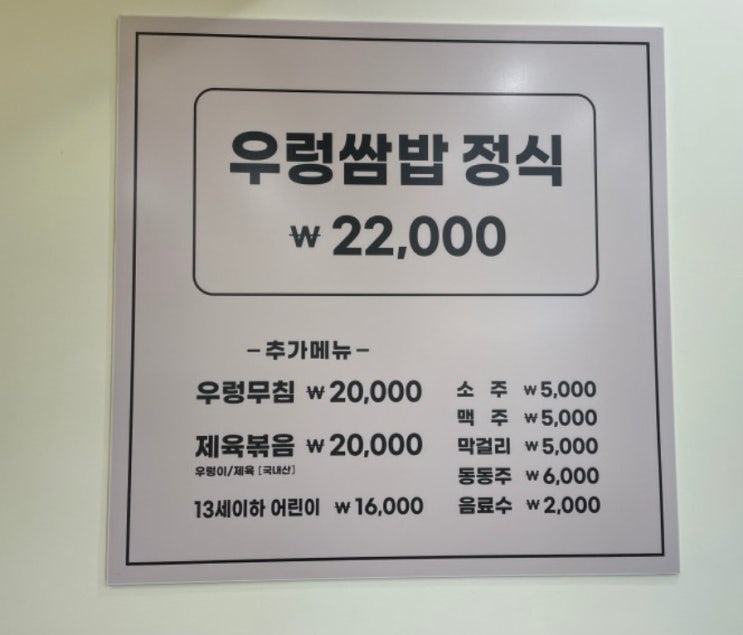 우렁쌈밥 정식
₩ 22,000
-추가메뉴-
우렁무침 ₩ 20,000
제육볶음 ₩ 20,000
우렁이/제육 [국내산]
13세이하 어린이 ₩ 16,000
소 주 ₩ 5,000
맥 주 ₩ 5,000
막걸리 ₩ 5,000
동동주 ₩ 6,000
음료수 ₩ 2,000